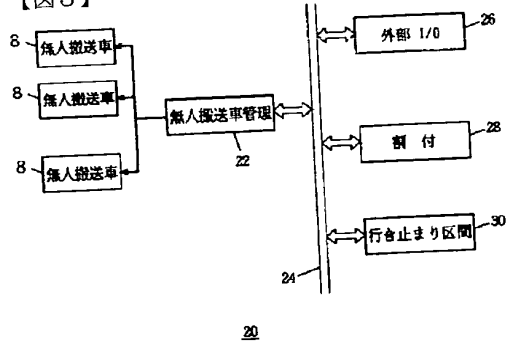 【図3】
8 無人搬送車
8 無人搬送車
8 無人搬送車
無人搬送車管理
22
外部 I/O
26
割付
28
行合止まり区間
30
24
20